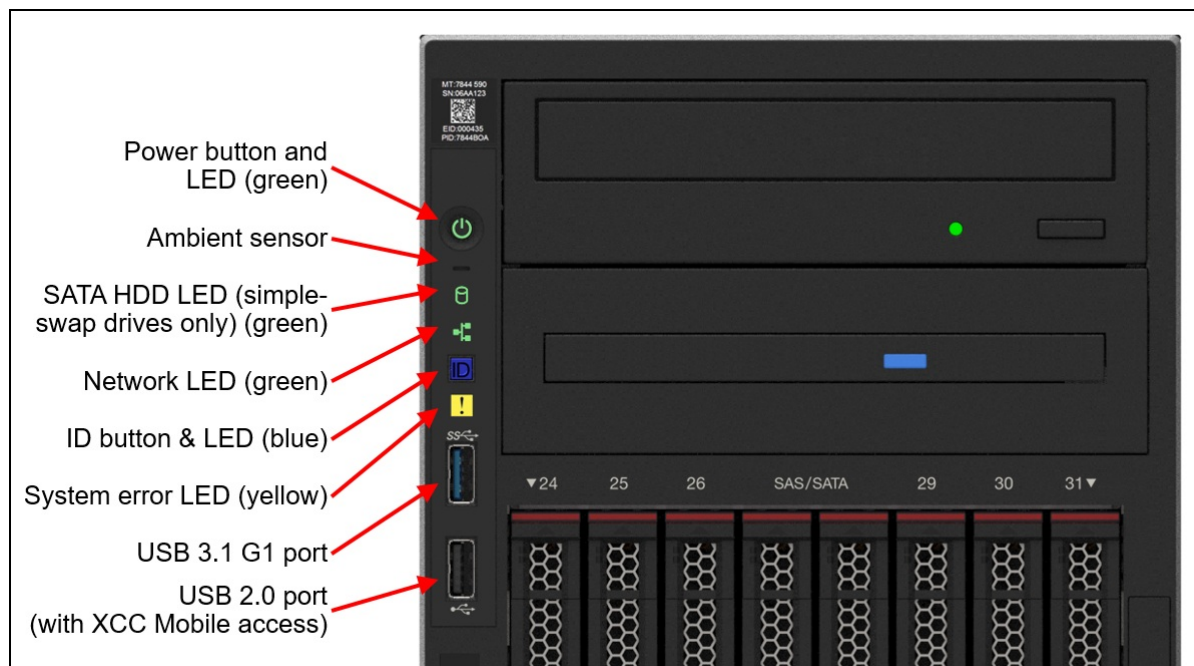 MT:7844 590
SN:06AA123
EID:000435
PID:7844BOA
Power button and
LED (green)
Ambient sensor
SATA HDD LED (simple-
swap drives only) (green)
Network LED (green)
ID button & LED (blue)
System error LED (yellow)
USB 3.1 G1 port
USB 2.0 port
(with XCC Mobile access)
ID
!
SS
▼24 25 26 SAS/SATA 29 30 31▼